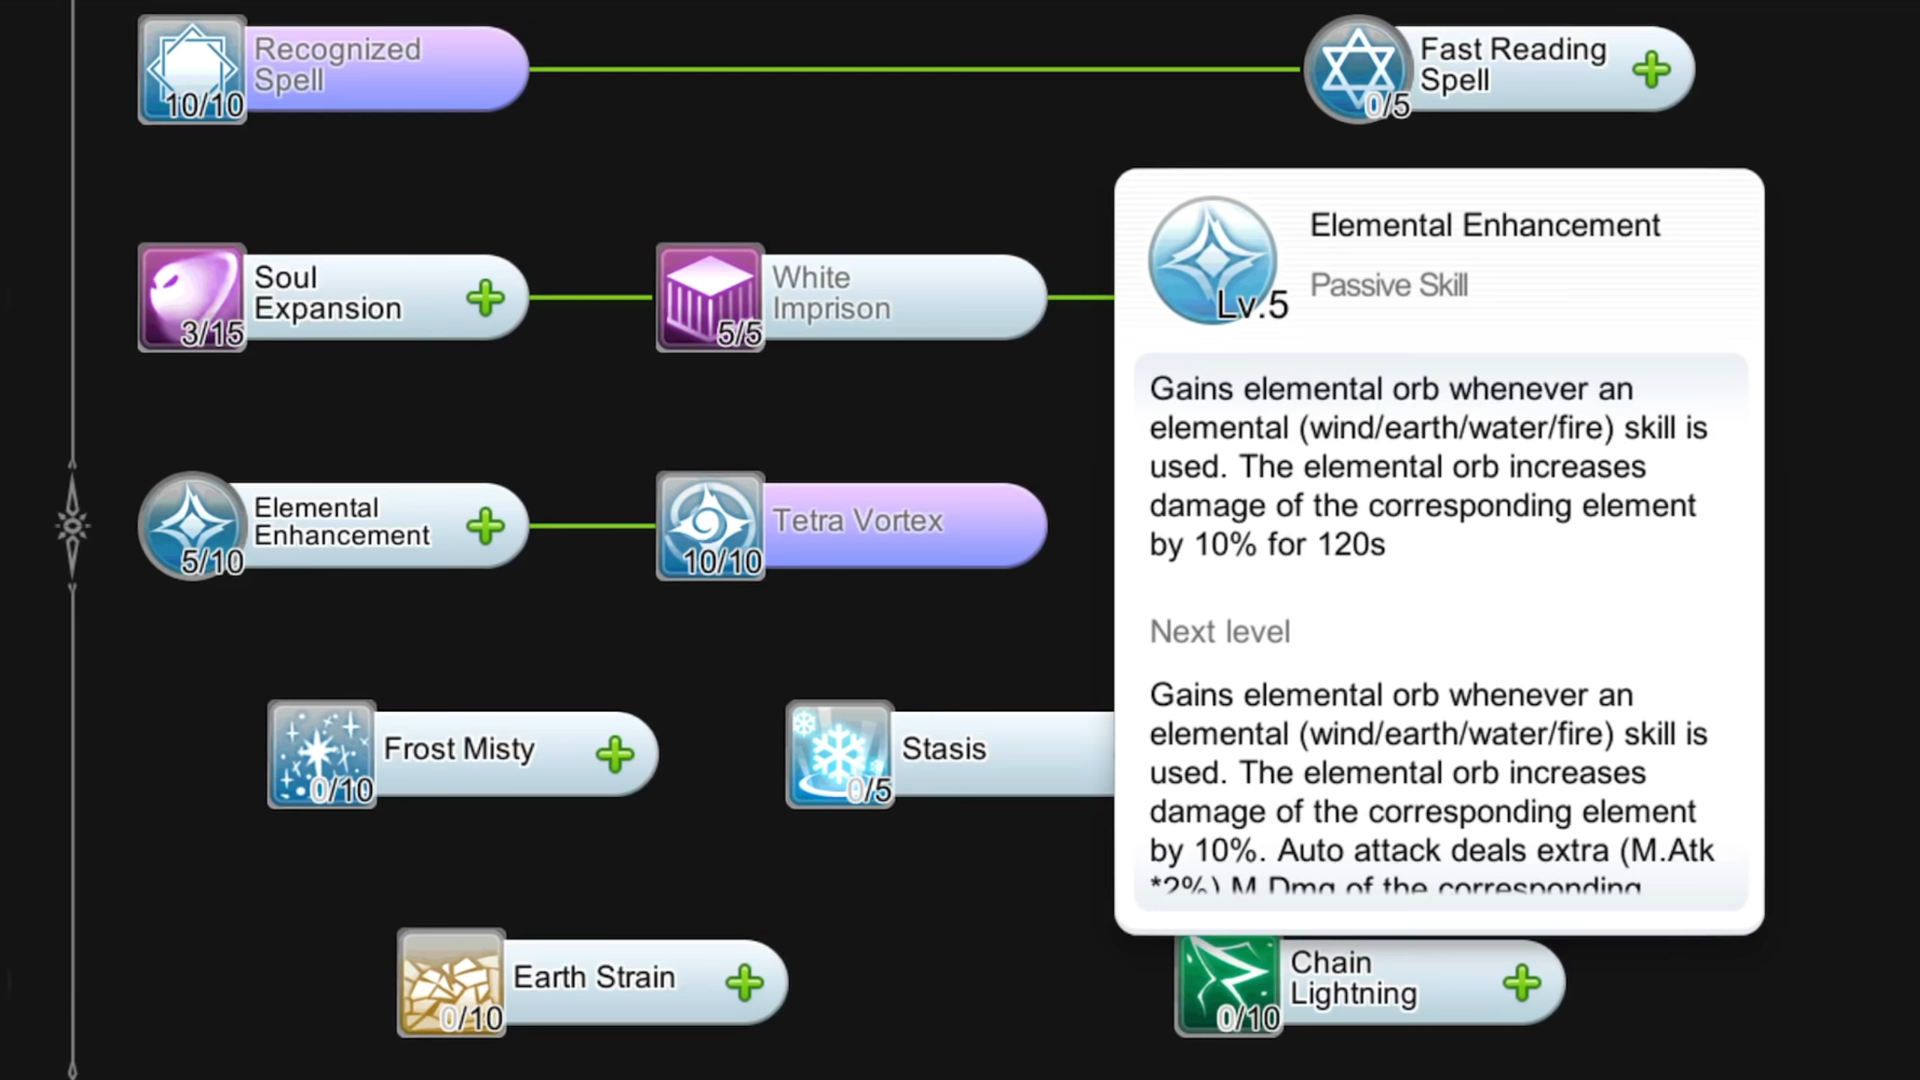 Recognized
Spell
10/10
Fast Reading
Spell
0/5
Soul
Expansion
3/15
White
Imprison
5/5
Elemental
Enhancement
5/10
Tetra Vortex
10/10
Frost Misty
0/10
Stasis
0/5
Earth Strain
0/10
Chain
Lightning
0/10
Elemental Enhancement
Passive Skill
Lv.5
Gains elemental orb whenever an
elemental (wind/earth/water/fire) skill is
used. The elemental orb increases
damage of the corresponding element
by 10% for 120s
Next level
Gains elemental orb whenever an
elemental (wind/earth/water/fire) skill is
used. The elemental orb increases
damage of the corresponding element
by 10%. Auto attack deals extra (M.Atk
*2%) M.Dmg of the corresponding